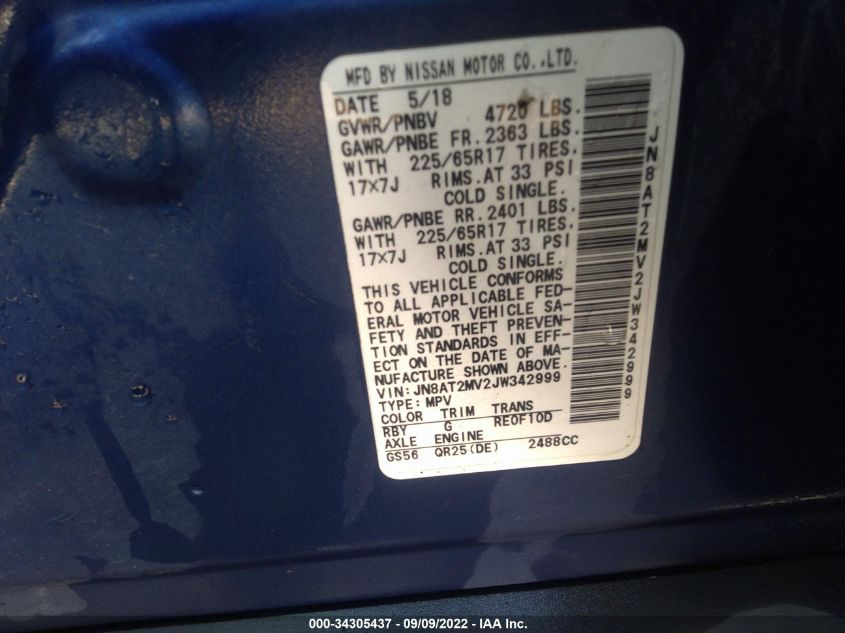 MFD BY NISSAN MOTOR CO.,LTD.
DATE 5/18
GVWR/PNBV 4720 LBS.
GAWR/PNBE FR. 2363 LBS.
WITH 225/65R17 TIRES.
17×7J RIMS.AT 33 PSI
COLD SINGLE.
GAWR/PNBE RR. 2401 LBS.
WITH 225/65R17 TIRES.
17×7J RIMS.AT 33 PSI
COLD SINGLE.
THIS VEHICLE CONFORMS
TO ALL APPLICABLE FED-
ERAL MOTOR VEHICLE SA-
FETY AND THEFT PREVEN-
TION STANDARDS IN EFF-
ECT ON THE DATE OF MA-
NUFACTURE SHOWN ABOVE.
VIN: JN8AT2MV2JW342999
TYPE: MPV
COLOR TRIM TRANS
RBY G RE0F10D
AXLE ENGINE
GS56 QR25(DE) 2488CC
JN8AT2MV2JW342999
000-34305437 - 09/09/2022 - IAA Inc.